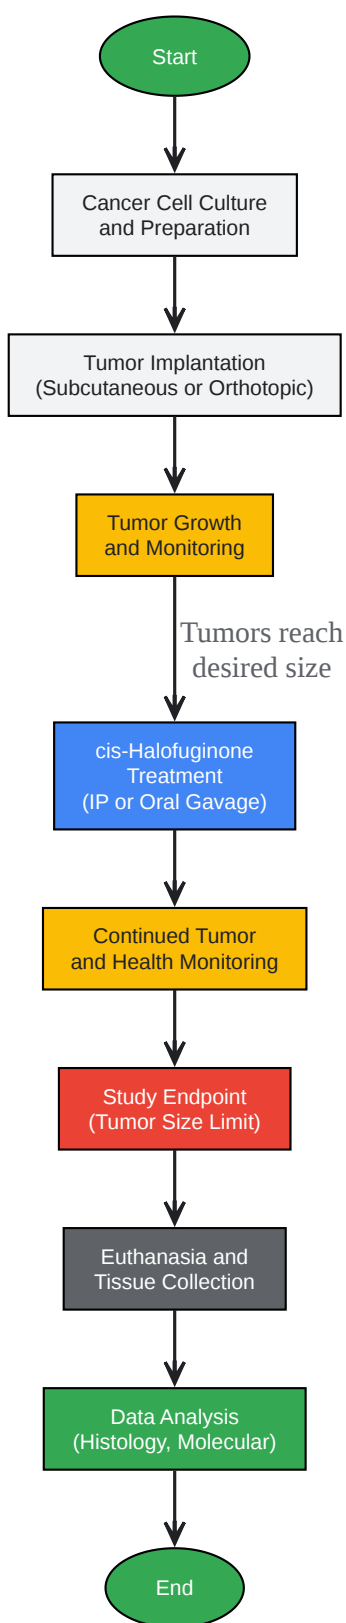 Start
Cancer Cell Culture
and Preparation
Tumor Implantation
(Subcutaneous or Orthotopic)
Tumor Growth
and Monitoring
Tumors reach
desired size
cis-Halofuginone
Treatment
(IP or Oral Gavage)
Continued Tumor
and Health Monitoring
Study Endpoint
(Tumor Size Limit)
Euthanasia and
Tissue Collection
Data Analysis
(Histology, Molecular)
End